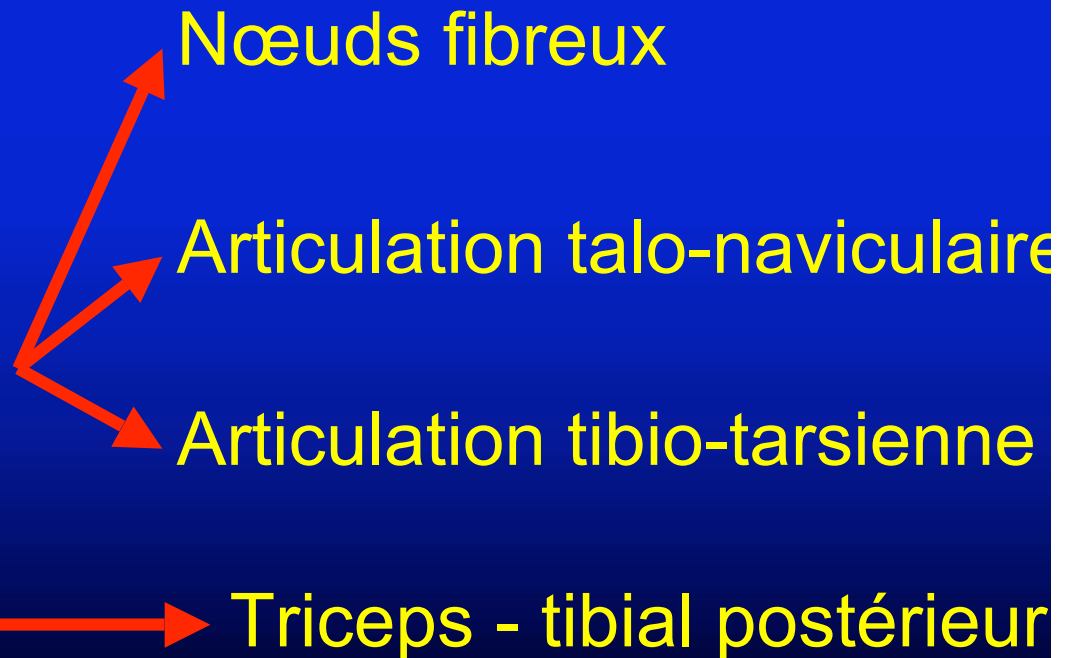 Nœuds fibreux
Articulation talo-naviculaire
Articulation tibio-tarsienne
Triceps - tibial postérieur